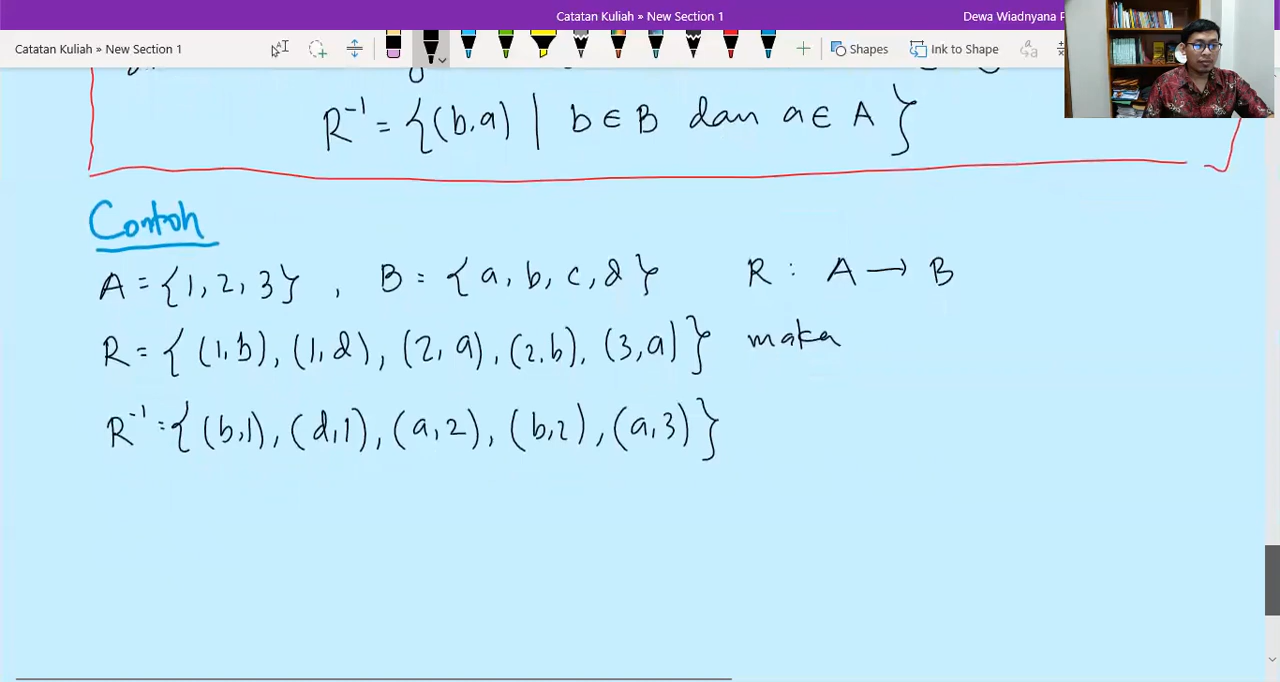 Catatan Kuliah » New Section 1
Dewa Wiadnyana
Catatan Kuliah » New Section 1
Shapes
Ink to Shape
R⁻¹ = {(b,a) | b ∈ B dan a ∈ A}
Contoh
A = {1, 2, 3} , B = {a, b, c, d} R : A → B
R = {(1,b), (1,d), (2,a), (2,b), (3,a)} maka
R⁻¹ = {(b,1), (d,1), (a,2), (b,2), (a,3)}